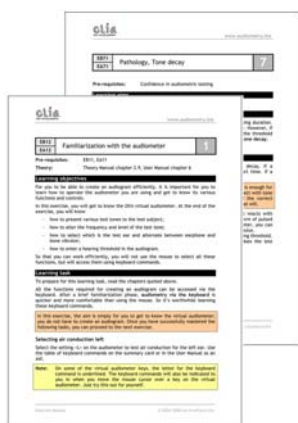 clis
www.audiometry.biz
EB71
EA71
Pathology, Tone decay
7
Pre-requisites: Confidence in audiometric testing
clis
www.audiometry.biz
EB12
EA12
Familiarization with the audiometer
1
Pre-requisites: EB11, EA11
Theory: Theory Manual chapter 2.9, User Manual chapter 6
Learning objectives
For you to be able to create an audiogram efficiently, it is important for you to
learn how to operate the audiometer you are using and get to know its various
functions and controls.
In this exercise, you will get to know the Otis virtual audiometer. At the end of the
exercise, you will know
- how to present various test tones to the test subject;
- how to alter the frequency and level of the test tone;
- how to select which is the test ear and alternate between earphone and
bone vibrator;
- how to enter a hearing threshold in the audiogram.
So that you can work efficiently, you will not use the mouse to select all these
functions, but will access them using keyboard commands.
Learning task
To prepare for this learning task, read the chapters quoted above.
All the functions required for creating an audiogram can be accessed via the
keyboard. After a brief familiarization phase, audiometry via the keyboard is
quicker and more comfortable than using the mouse. So it's worthwhile learning
these keyboard commands.
In this exercise, the aim is simply for you to get to know the virtual audiometer;
you do not have to create an audiogram. Once you have successfully mastered the
following tasks, you can proceed to the next exercise.
Selecting air conduction left
Select the setting <L> on the audiometer to test air conduction for the left ear. Use
the table of keyboard commands on the summary card or in the User Manual as an
aid.
Note: On some of the virtual audiometer keys, the letter for the keyboard
command is underlined. The keyboard commands will also be indicated to
you in when you move the mouse cursor over a key on the virtual
audiometer. Just try this out for yourself.